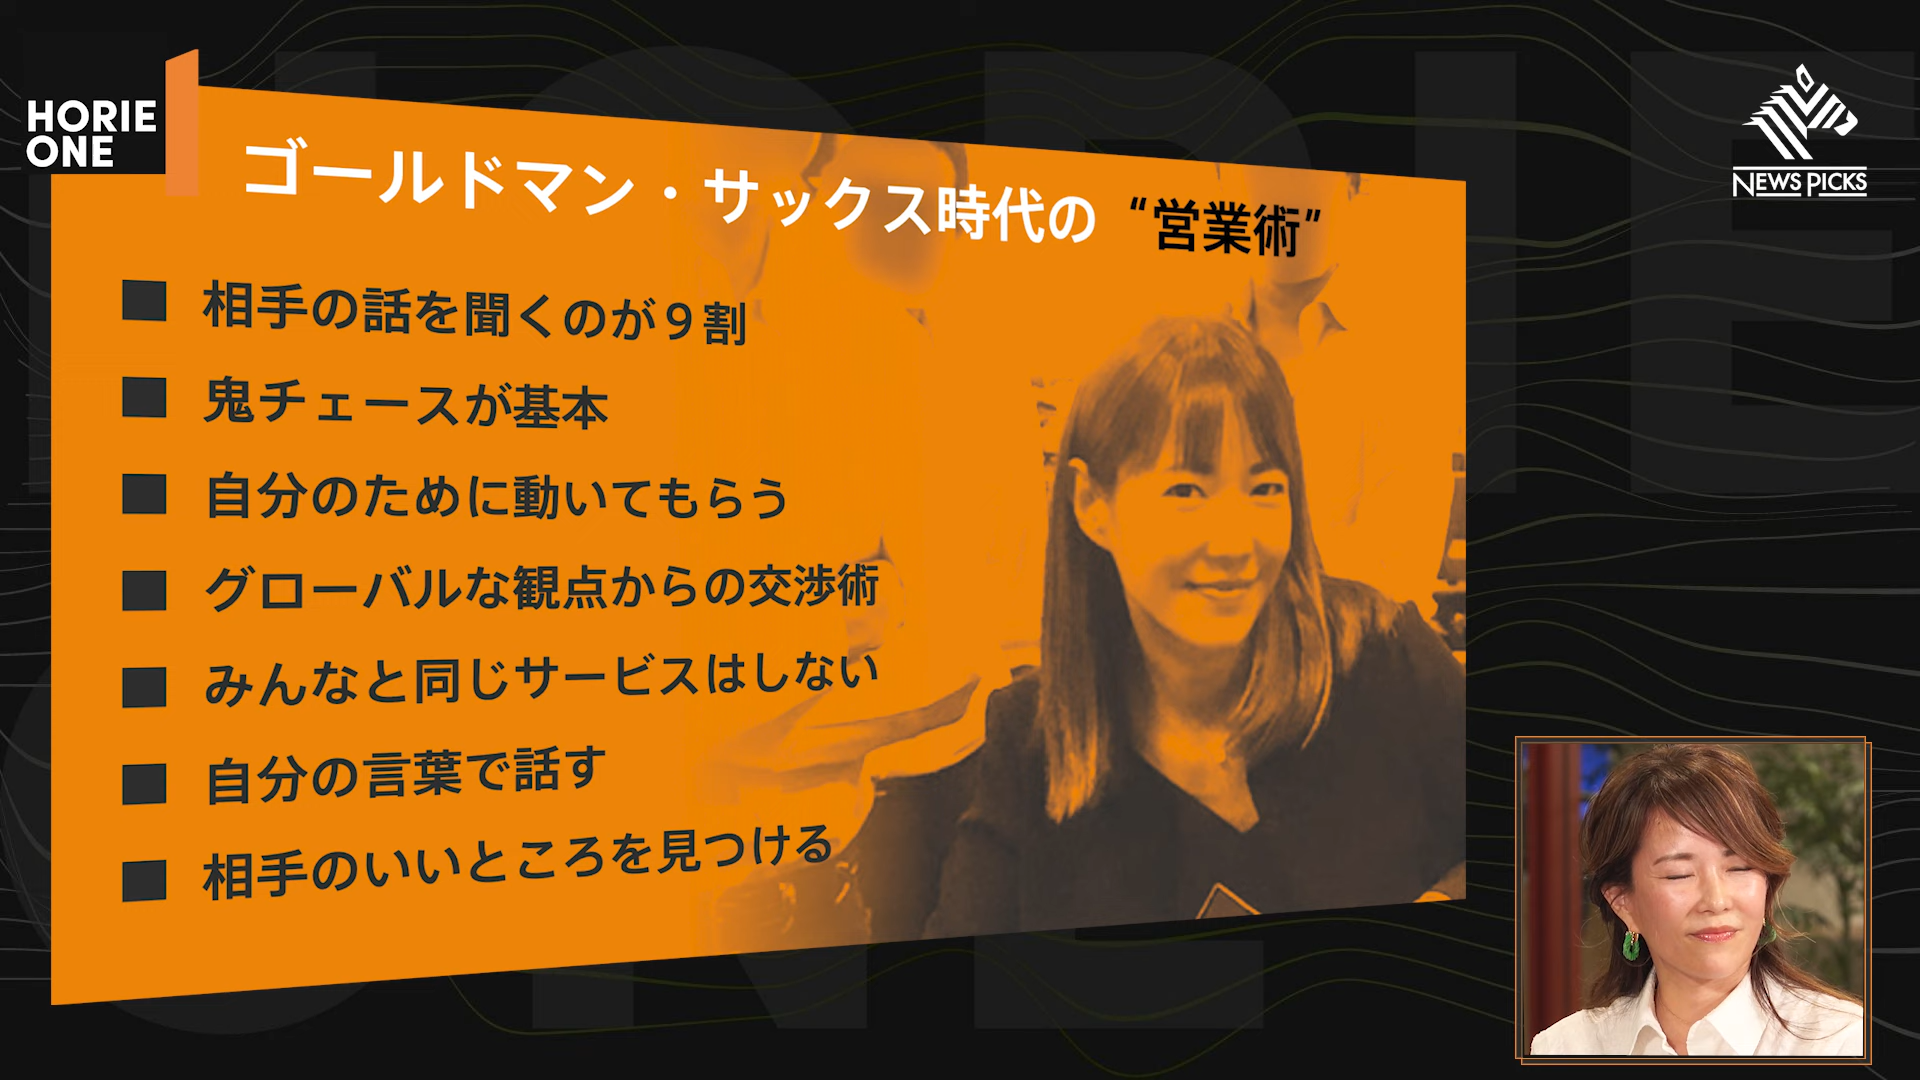 HORIE
ONE
NEWS PICKS
ゴールドマン・サックス時代の “営業術”
■ 相手の話を聞くのが９割
■ 鬼チェースが基本
■ 自分のために動いてもらう
■ グローバルな観点からの交渉術
■ みんなと同じサービスはしない
■ 自分の言葉で話す
■ 相手のいいところを見つける